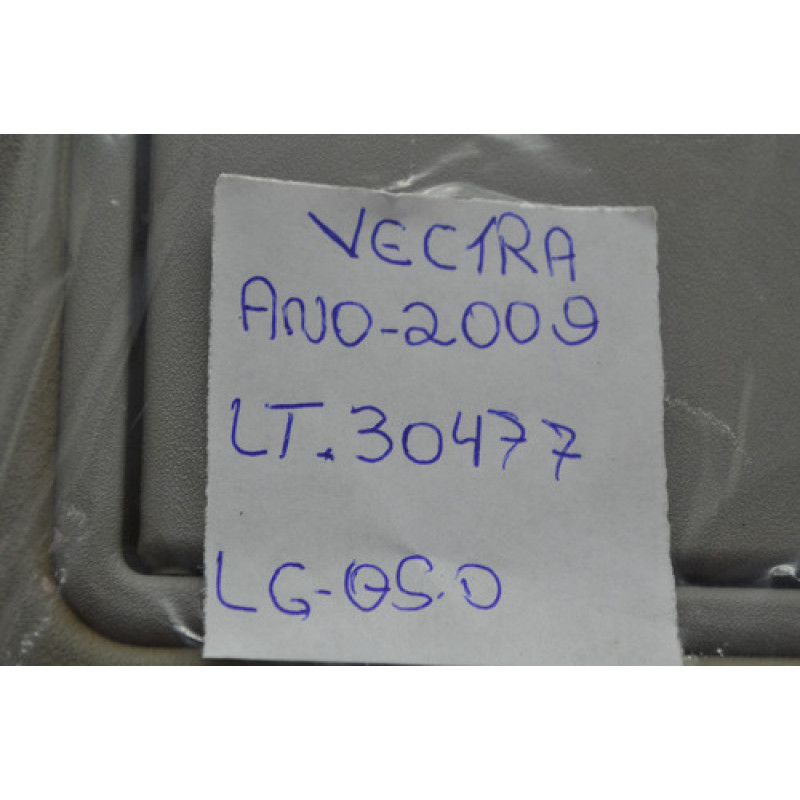 VECTRA
ANO-2009
LT.30477
LG-05.D